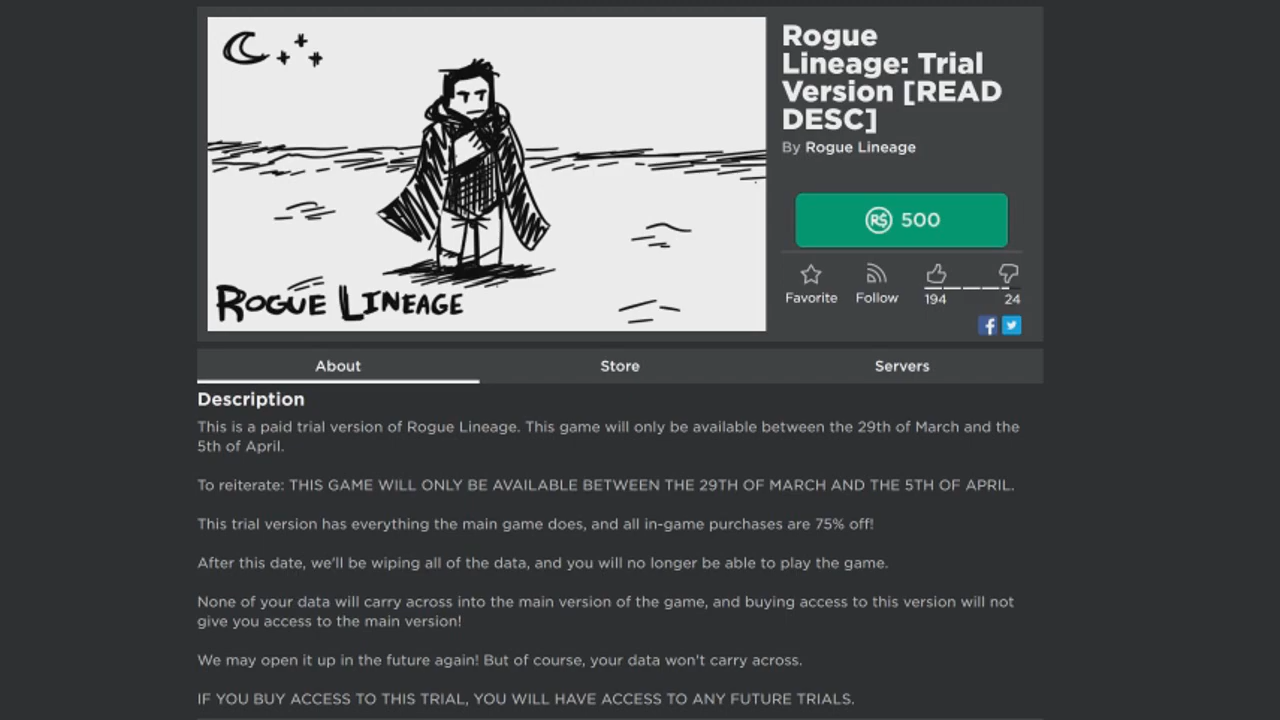 Rogue
Lineage: Trial
Version [READ
DESC]
By Rogue Lineage
R$ 500
Favorite
Follow
194
24
ROGUE LINEAGE
About
Store
Servers
Description
This is a paid trial version of Rogue Lineage. This game will only be available between the 29th of March and the
5th of April.
To reiterate: THIS GAME WILL ONLY BE AVAILABLE BETWEEN THE 29TH OF MARCH AND THE 5TH OF APRIL.
This trial version has everything the main game does, and all in-game purchases are 75% off!
After this date, we'll be wiping all of the data, and you will no longer be able to play the game.
None of your data will carry across into the main version of the game, and buying access to this version will not
give you access to the main version!
We may open it up in the future again! But of course, your data won't carry across.
IF YOU BUY ACCESS TO THIS TRIAL, YOU WILL HAVE ACCESS TO ANY FUTURE TRIALS.